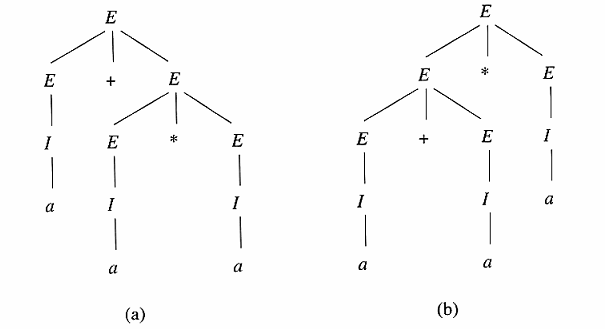 E
E + E
I E * E
a I I
a a
(a)
E
E * E
E + E I
I I a
a a
(b)